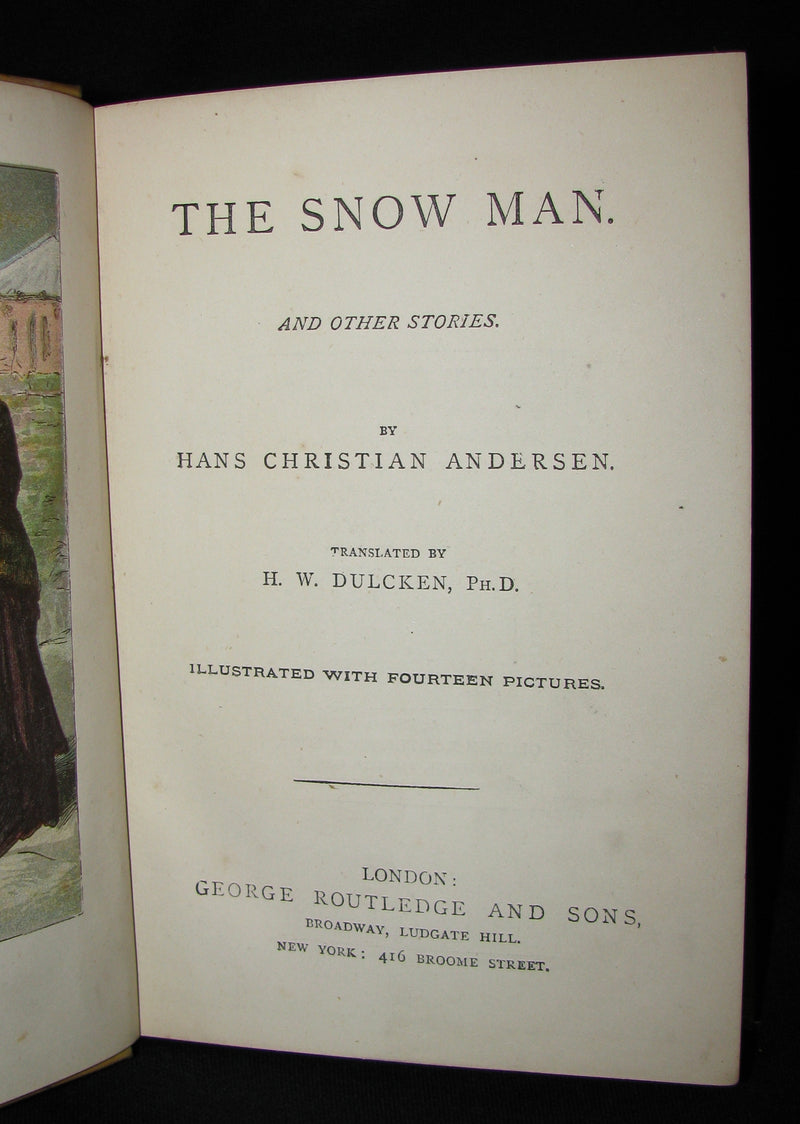 THE SNOW MAN.
AND OTHER STORIES.
BY
HANS CHRISTIAN ANDERSEN.
TRANSLATED BY
H. W. DULCKEN, PH.D.
ILLUSTRATED WITH FOURTEEN PICTURES.
LONDON:
GEORGE ROUTLEDGE AND SONS,
BROADWAY, LUDGATE HILL.
NEW YORK: 416 BROOME STREET.